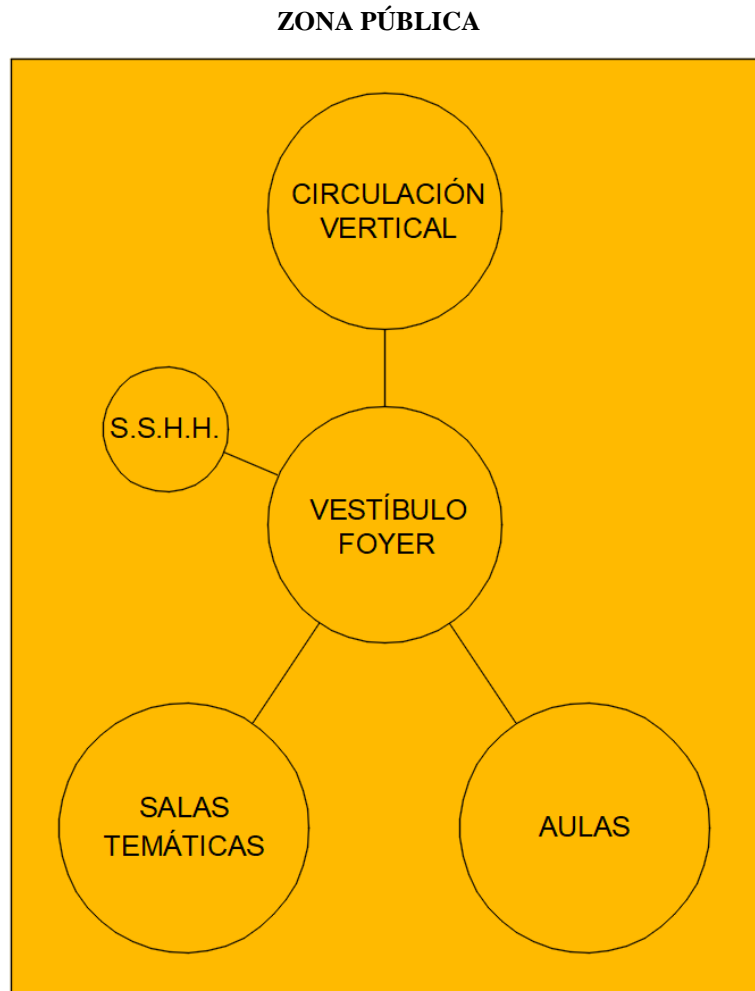 ZONA PÚBLICA
CIRCULACIÓN
VERTICAL
S.S.H.H.
VESTÍBULO
FOYER
SALAS
TEMÁTICAS
AULAS